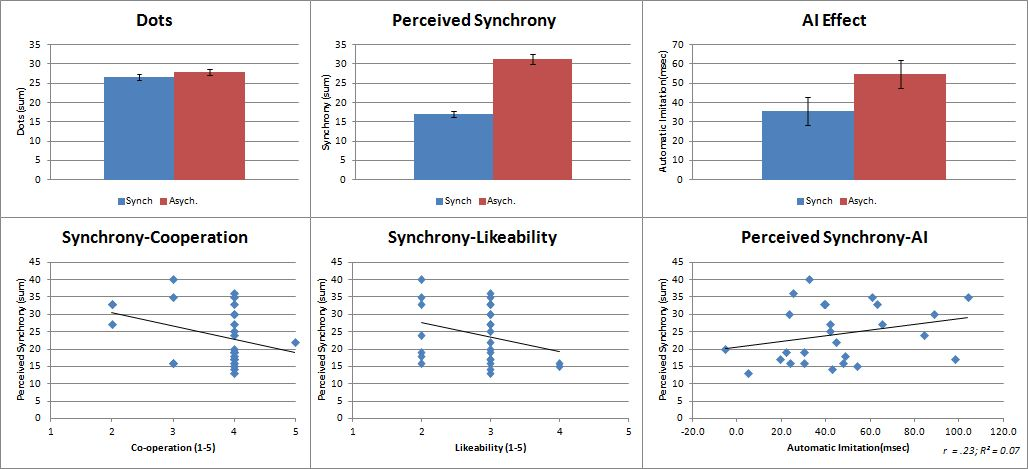 Dots
35
30
25
20
15
10
5
0
Dots (sum)
Synch Asych.
Perceived Synchrony
35
30
25
20
15
10
5
0
Synchrony (sum)
Synch Asych.
AI Effect
70
60
50
40
30
20
10
0
Automatic Imitation(msec)
Synch Asych.
Synchrony-Cooperation
45
40
35
30
25
20
15
10
5
0
Perceived Synchrony (sum)
1 2 3 4 5
Co-operation (1-5)
Synchrony-Likeability
45
40
35
30
25
20
15
10
5
0
Perceived Synchrony (sum)
1 2 3 4 5
Likeability (1-5)
Perceived Synchrony-AI
45
40
35
30
25
20
15
10
5
0
Perceived Synchrony (sum)
-20.0 0.0 20.0 40.0 60.0 80.0 100.0 120.0
Automatic Imitation(msec)
r = .23; R² = 0.07